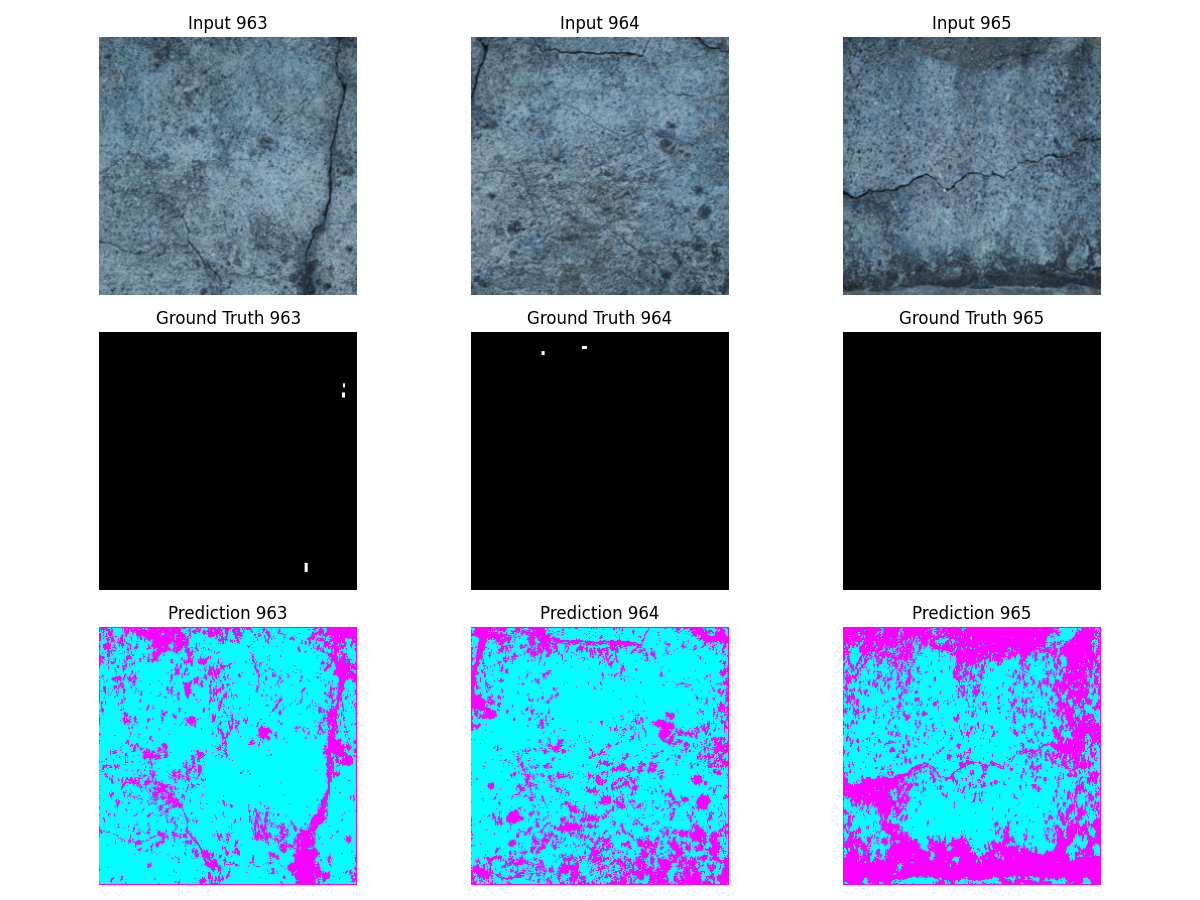 Input 963
Input 964
Input 965
Ground Truth 963
Ground Truth 964
Ground Truth 965
Prediction 963
Prediction 964
Prediction 965